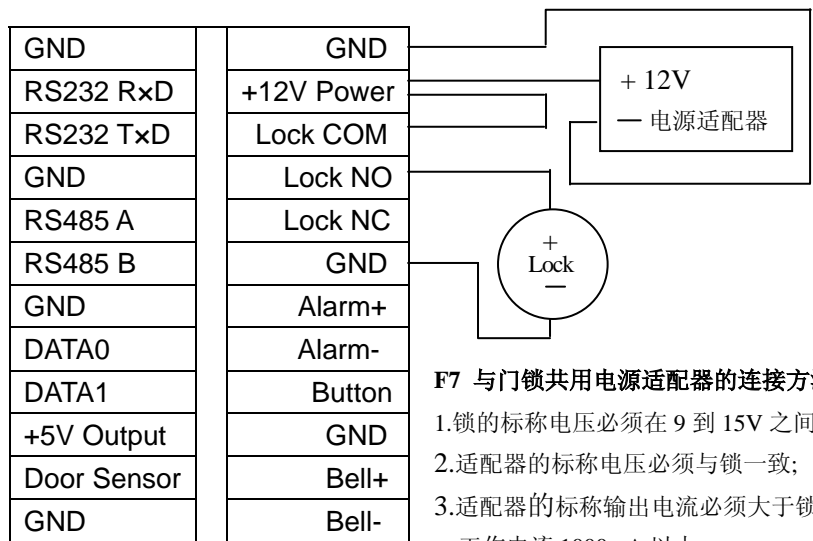 GND GND
RS232 R×D +12V Power
RS232 T×D Lock COM
GND Lock NO
RS485 A Lock NC
RS485 B GND
GND Alarm+
DATA0 Alarm-
DATA1 Button
+5V Output GND
Door Sensor Bell+
GND Bell-
+ 12V
— 电源适配器
+
Lock
—
F7 与门锁共用电源适配器的连接方
1.锁的标称电压必须在 9 到 15V 之间
2.适配器的标称电压必须与锁一致;
3.适配器的标称输出电流必须大于锁